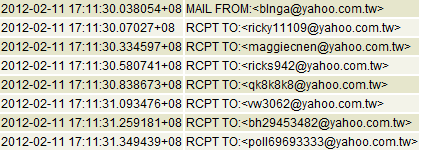 2012-02-11 17:11:30.038054+08 MAIL FROM:<blnga@yahoo.com.tw>
2012-02-11 17:11:30.07027+08 RCPT TO:<ricky11109@yahoo.com.tw>
2012-02-11 17:11:30.334597+08 RCPT TO:<maggiecnen@yahoo.com.tw>
2012-02-11 17:11:30.580741+08 RCPT TO:<ricks942@yahoo.com.tw>
2012-02-11 17:11:30.838673+08 RCPT TO:<qk8k8k8@yahoo.com.tw>
2012-02-11 17:11:31.093476+08 RCPT TO:<vw3062@yahoo.com.tw>
2012-02-11 17:11:31.259181+08 RCPT TO:<bh29453482@yahoo.com.tw>
2012-02-11 17:11:31.349439+08 RCPT TO:<poll69693333@yahoo.com.tw>